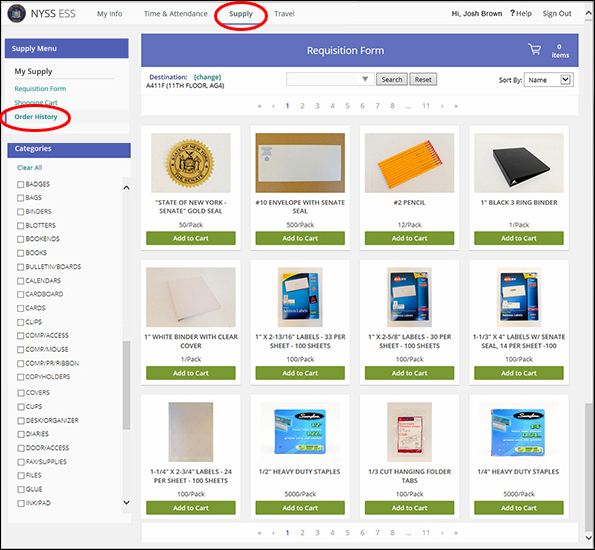 NYSS ESS
My Info
Time & Attendance
Supply
Travel
Hi, Josh Brown
? Help
Sign Out
Supply Menu
My Supply
Requisition Form
Shopping Cart
Order History
Categories
Clear All
BADGES
BAGS
BINDERS
BLOTTERS
BOOKENDS
BOOKS
BULLETIN/BOARDS
CALENDARS
CARDBOARD
CARDS
CLIPS
COMP/ACCESS
COMP/MOUSE
COMP/PR/RIBBON
COPYHOLDERS
COVERS
CUPS
DESK/ORGANIZER
DIARIES
DOOR/ACCESS
FAX/SUPPLIES
FILES
GLUE
INK/PAD
Requisition Form
0
items
Destination: (change)
A411F (11TH FLOOR, AG4)
Search
Reset
Sort By: Name
« ‹ 1 2 3 4 5 6 7 8 ... 11 › »
"STATE OF NEW YORK -
SENATE" GOLD SEAL
50/Pack
Add to Cart
#10 ENVELOPE WITH SENATE
SEAL
500/Pack
Add to Cart
#2 PENCIL
12/Pack
Add to Cart
1" BLACK 3 RING BINDER
1/Pack
Add to Cart
1" WHITE BINDER WITH CLEAR
COVER
1/Pack
Add to Cart
1" X 2-13/16" LABELS - 33 PER
SHEET - 100 SHEETS
100/Pack
Add to Cart
1" X 2-5/8" LABELS - 30 PER
SHEET - 100 SHEETS
100/Pack
Add to Cart
1-1/3" X 4" LABELS W/ SENATE
SEAL, 14 PER SHEET -100
100/Pack
Add to Cart
1-1/4" X 2-3/4" LABELS - 24
PER SHEET - 100 SHEETS
100/Pack
Add to Cart
1/2" HEAVY DUTY STAPLES
5000/Pack
Add to Cart
1/3 CUT HANGING FOLDER
TABS
100/Pack
Add to Cart
1/4" HEAVY DUTY STAPLES
5000/Pack
Add to Cart
« ‹ 1 2 3 4 5 6 7 8 ... 11 › »